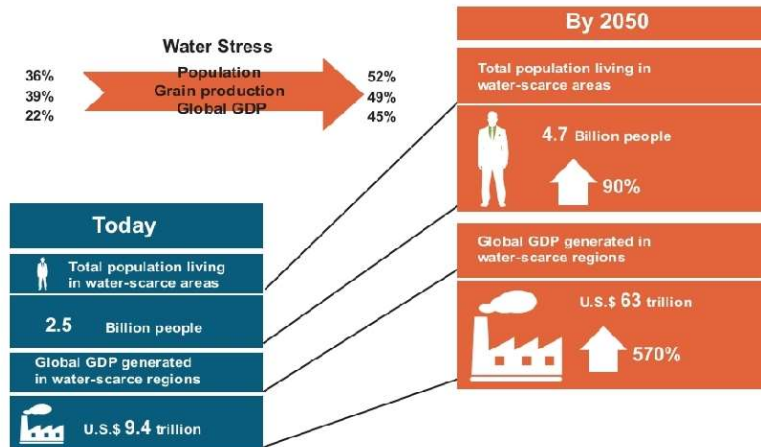 Water Stress
36% Population 52%
39% Grain production 49%
22% Global GDP 45%
Today
Total population living
in water-scarce areas
2.5 Billion people
Global GDP generated
in water-scarce regions
U.S.$ 9.4 trillion
By 2050
Total population living in
water-scarce areas
4.7 Billion people
90%
Global GDP generated in
water-scarce regions
U.S.$ 63 trillion
570%